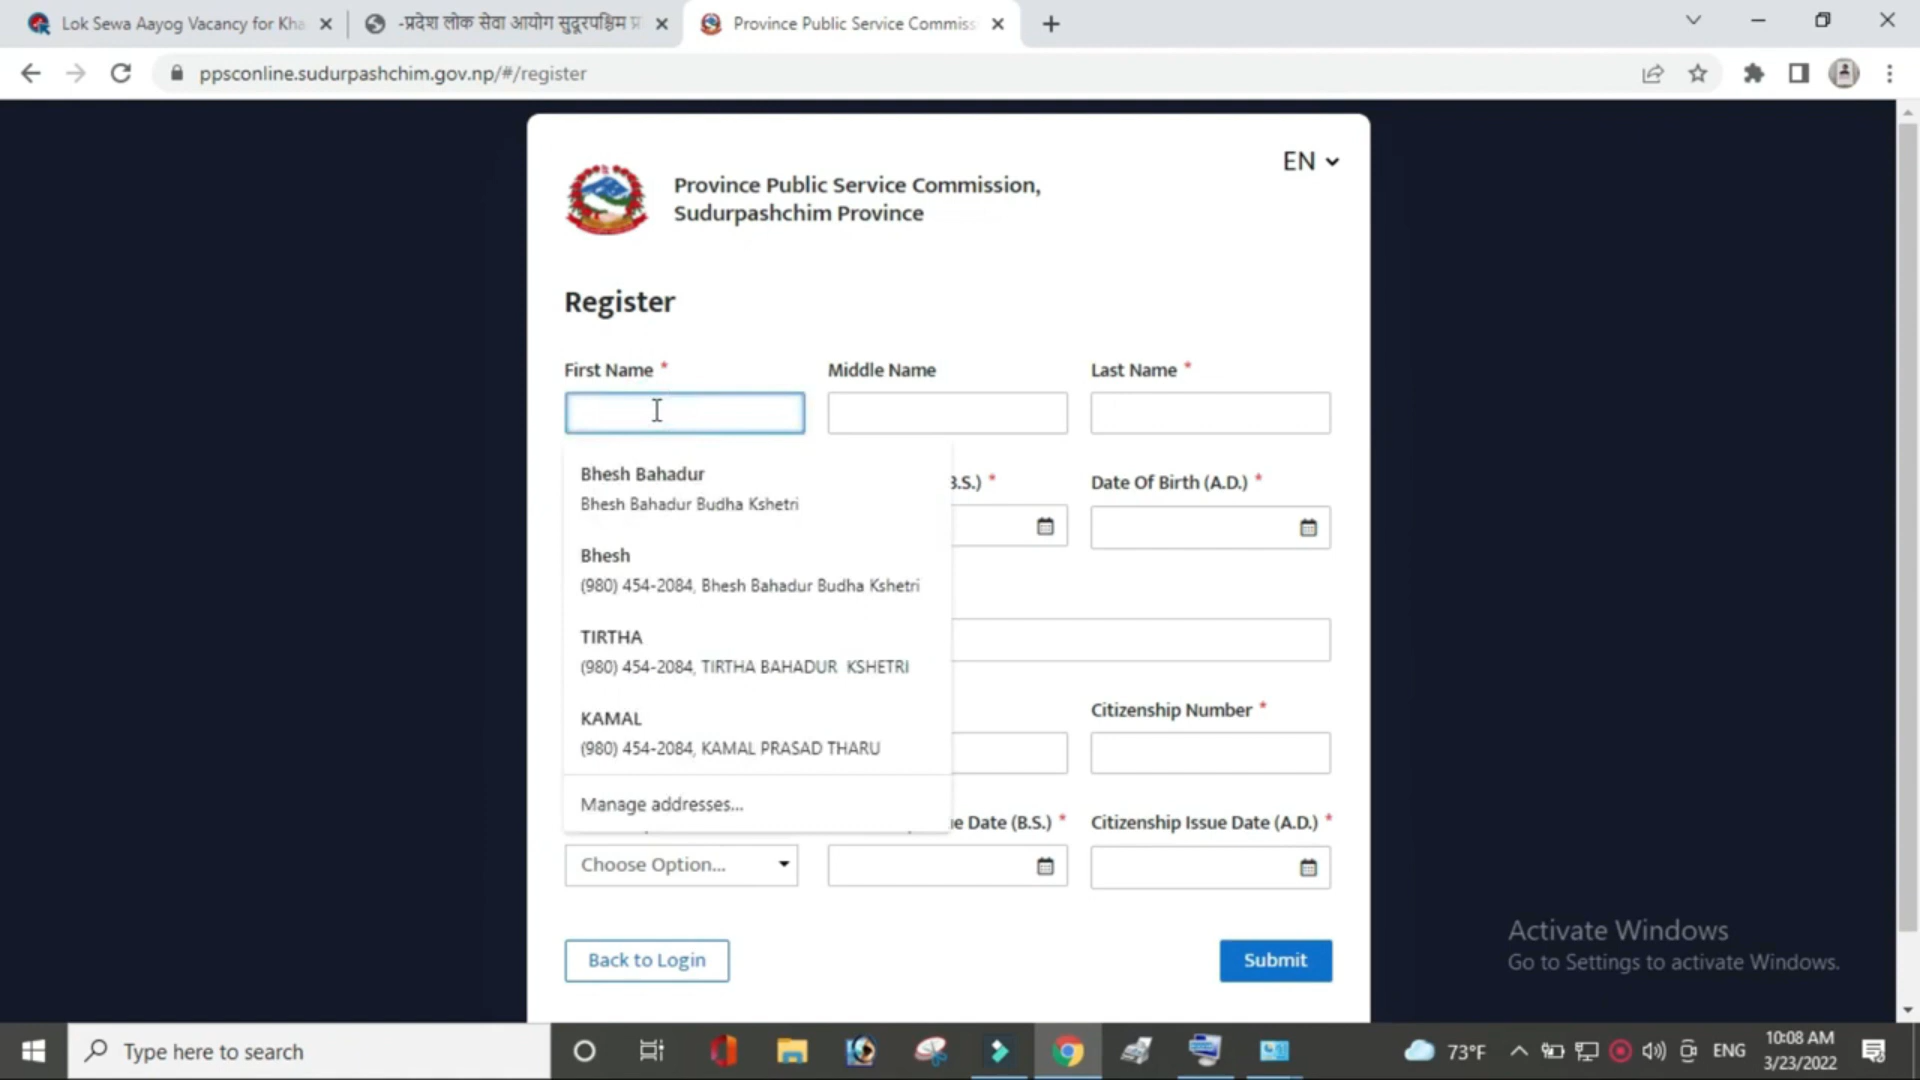 Lok Sewa Aayog Vacancy for Kha
-प्रदेश लोक सेवा आयोग सुदूरपश्चिम प्र
Province Public Service Commiss
ppsconline.sudurpashchim.gov.np/#/register
EN
Province Public Service Commission,
Sudurpashchim Province
Register
First Name *
Middle Name
Last Name *
Bhesh Bahadur
Bhesh Bahadur Budha Kshetri
B.S.) *
Date Of Birth (A.D.) *
Bhesh
(980) 454-2084, Bhesh Bahadur Budha Kshetri
TIRTHA
(980) 454-2084, TIRTHA BAHADUR KSHETRI
KAMAL
(980) 454-2084, KAMAL PRASAD THARU
Citizenship Number *
Manage addresses...
e Date (B.S.) *
Citizenship Issue Date (A.D.) *
Choose Option...
Back to Login
Submit
Activate Windows
Go to Settings to activate Windows.
Type here to search
73°F
ENG
10:08 AM
3/23/2022